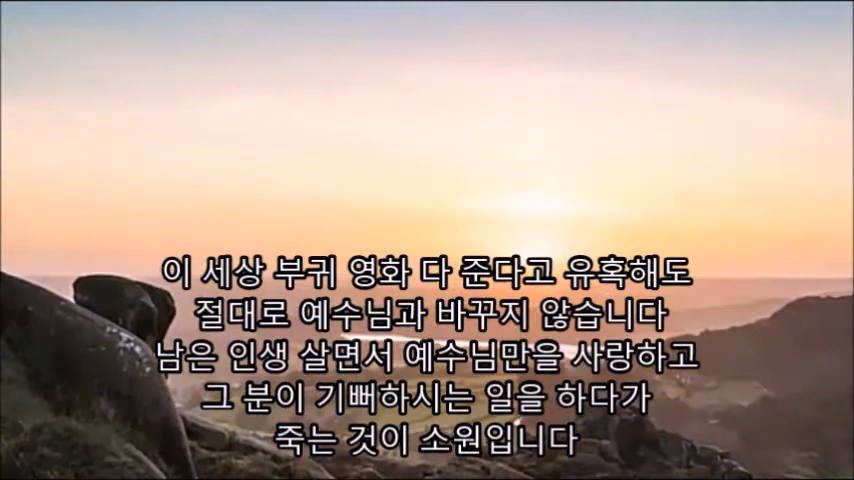 이 세상 부귀 영화 다 준다고 유혹해도
절대로 예수님과 바꾸지 않습니다
남은 인생 살면서 예수님만을 사랑하고
그 분이 기뻐하시는 일을 하다가
죽는 것이 소원입니다